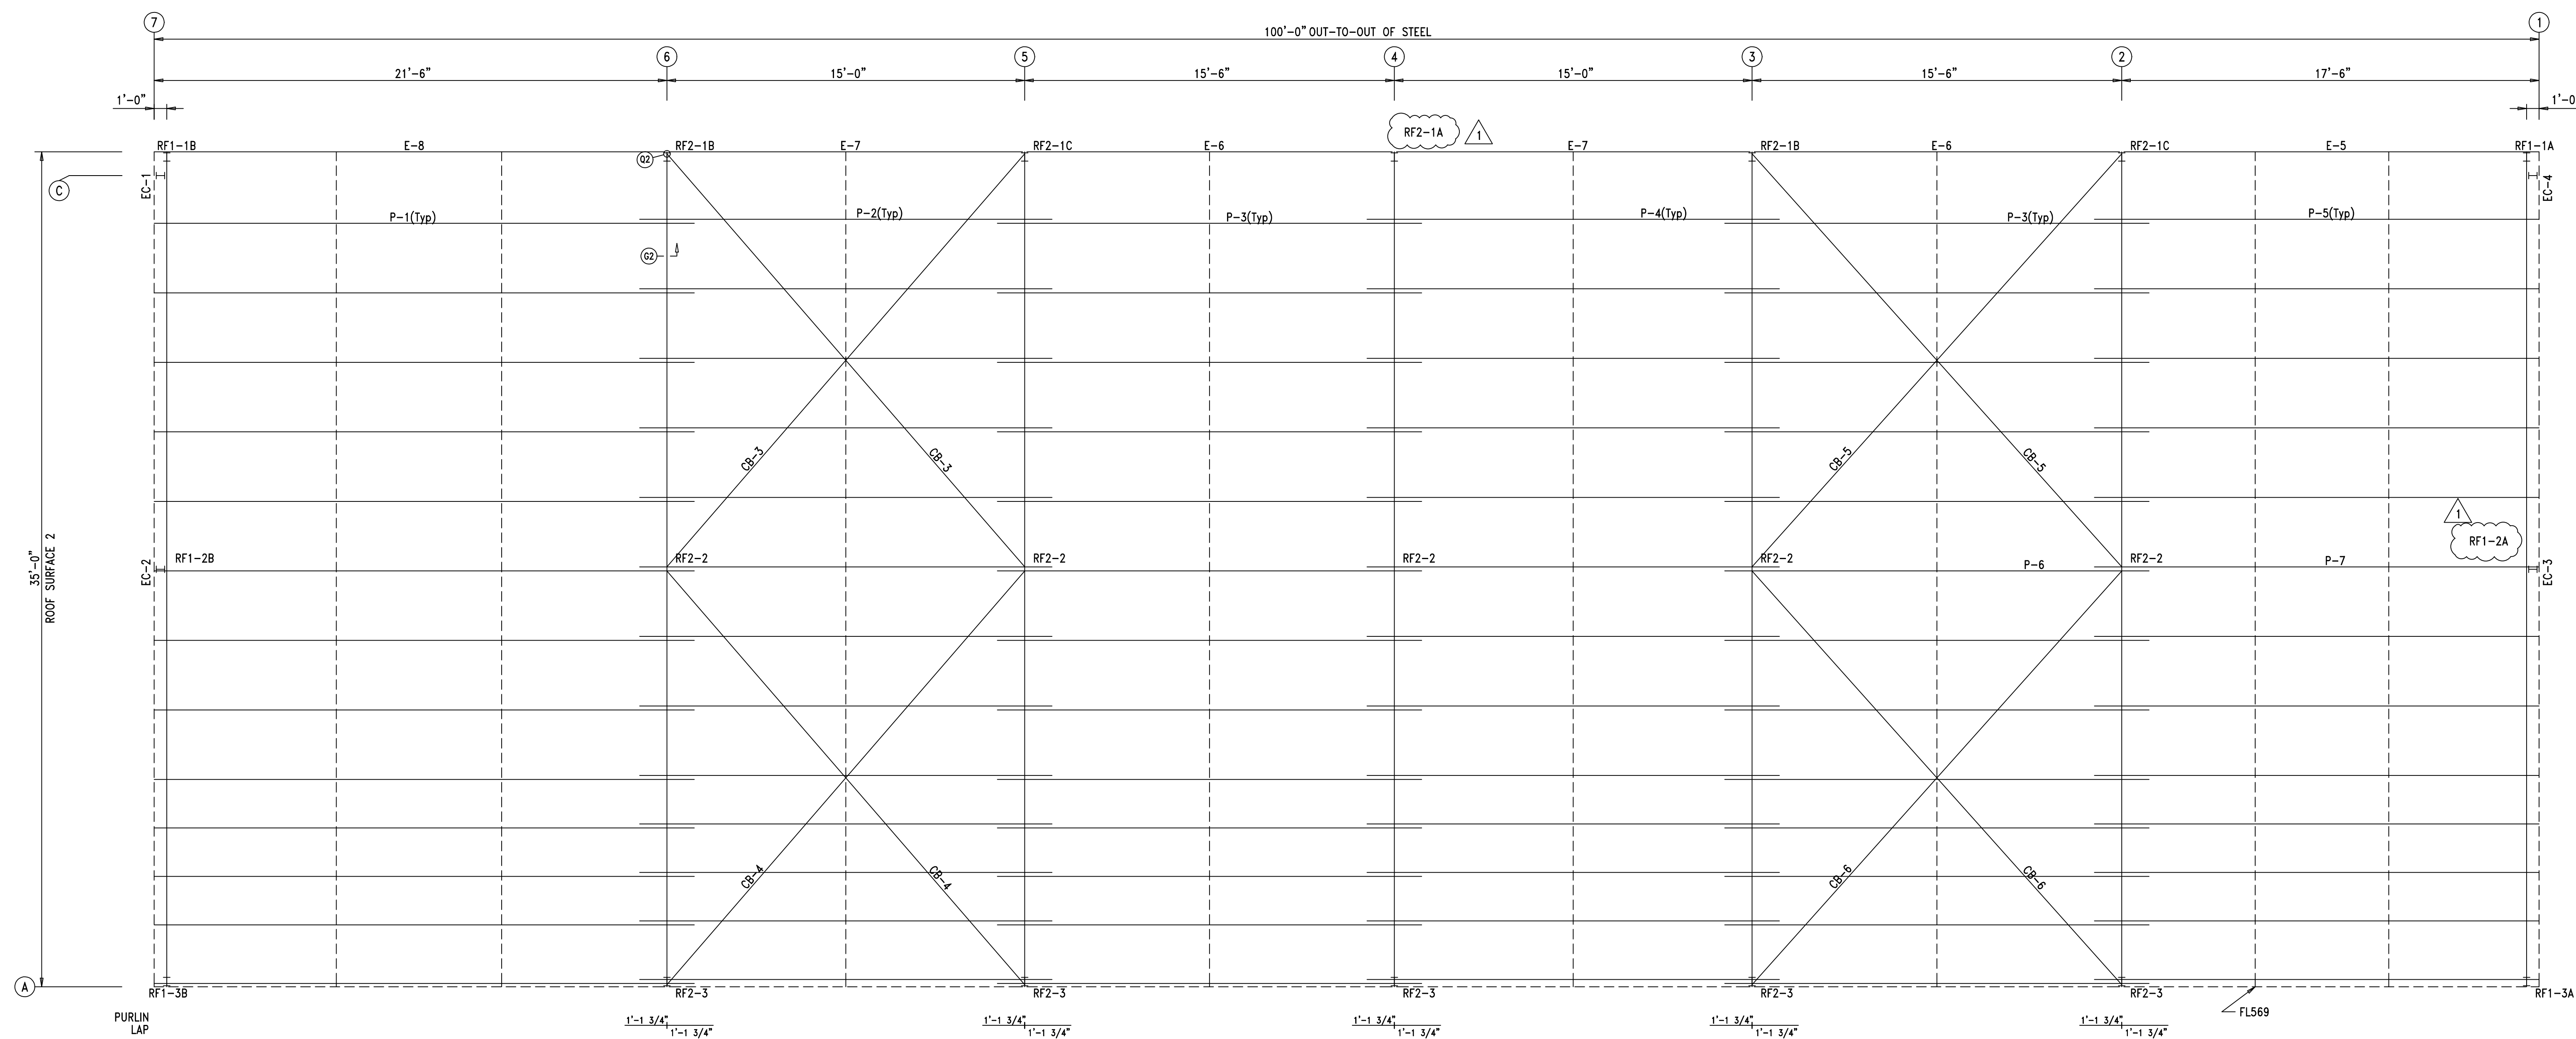 7
1
100'-0" OUT-TO-OUT OF STEEL
6
5
4
3
2
21'-6"
15'-0"
15'-6"
15'-0"
15'-6"
17'-6"
1'-0"
1'-0
RF2-1A
1
RF1-1B
E-8
RF2-1B
E-7
RF2-1C
E-6
E-7
RF2-1B
E-6
RF2-1C
E-5
RF1-1A
Q2
C
EC-1
EC-4
P-1(Typ)
P-2(Typ)
P-3(Typ)
P-4(Typ)
P-3(Typ)
P-5(Typ)
G2
CB-3
CB-3
CB-5
CB-5
1
RF1-2A
35'-0"
ROOF SURFACE 2
EC-2
RF1-2B
RF2-2
RF2-2
RF2-2
RF2-2
P-6
RF2-2
P-7
EC-3
CB-4
CB-4
CB-6
CB-6
A
RF1-3B
RF2-3
RF2-3
RF2-3
RF2-3
RF2-3
RF1-3A
FL569
PURLIN
LAP
1'-1 3/4"
1'-1 3/4"
1'-1 3/4"
1'-1 3/4"
1'-1 3/4"
1'-1 3/4"
1'-1 3/4"
1'-1 3/4"
1'-1 3/4"
1'-1 3/4"